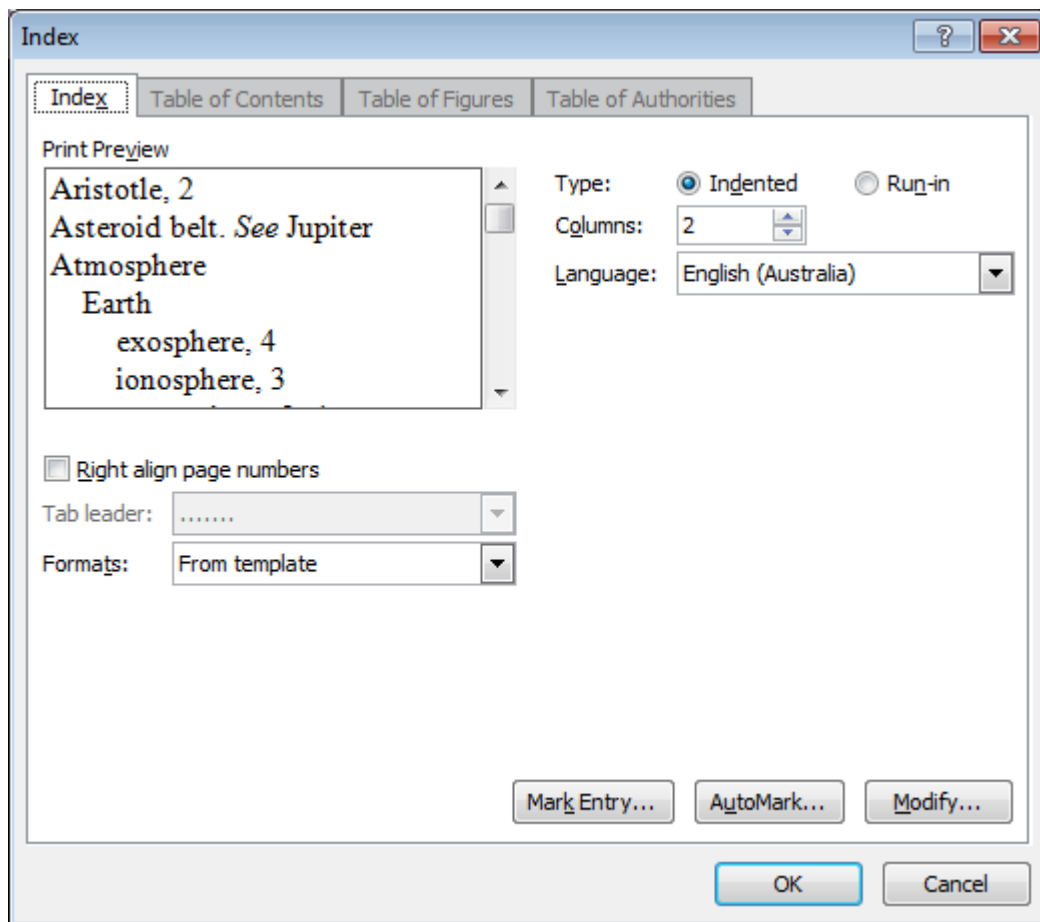 Index
Index Table of Contents Table of Figures Table of Authorities
Print Preview
Aristotle, 2
Asteroid belt. See Jupiter
Atmosphere
Earth
exosphere, 4
ionosphere, 3
Type: Indented Run-in
Columns: 2
Language: English (Australia)
Right align page numbers
Tab leader: .......
Formats: From template
Mark Entry... AutoMark... Modify...
OK Cancel